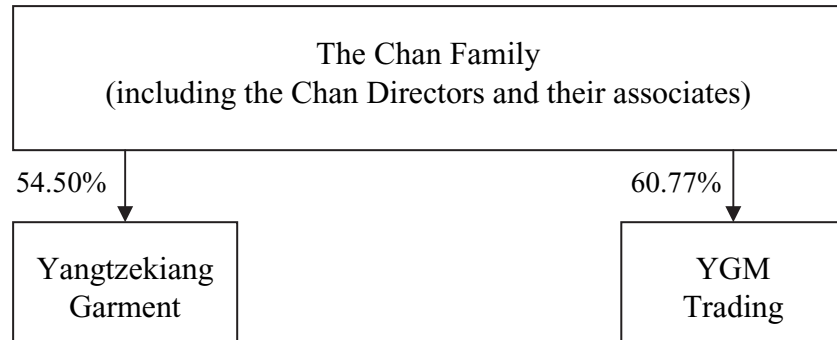 The Chan Family
(including the Chan Directors and their associates)
54.50%
60.77%
Yangtzekiang
Garment
YGM
Trading